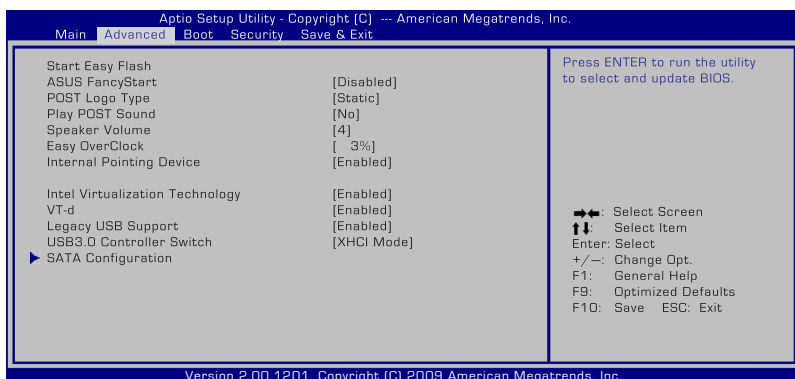 Aptio Setup Utility - Copyright [C] --- American Megatrends, Inc.
Main Advanced Boot Security Save & Exit
Start Easy Flash
ASUS FancyStart [Disabled]
POST Logo Type [Static]
Play POST Sound [No]
Speaker Volume [4]
Easy OverClock [ 3%]
Internal Pointing Device [Enabled]
Intel Virtualization Technology [Enabled]
VT-d [Enabled]
Legacy USB Support [Enabled]
USB3.0 Controller Switch [XHCI Mode]
SATA Configuration
Press ENTER to run the utility
to select and update BIOS.
➡⬅: Select Screen
⬆⬇: Select Item
Enter: Select
+/—: Change Opt.
F1: General Help
F9: Optimized Defaults
F10: Save ESC: Exit
Version 2.00.1201. Copyright (C) 2009 American Megatrends, Inc.